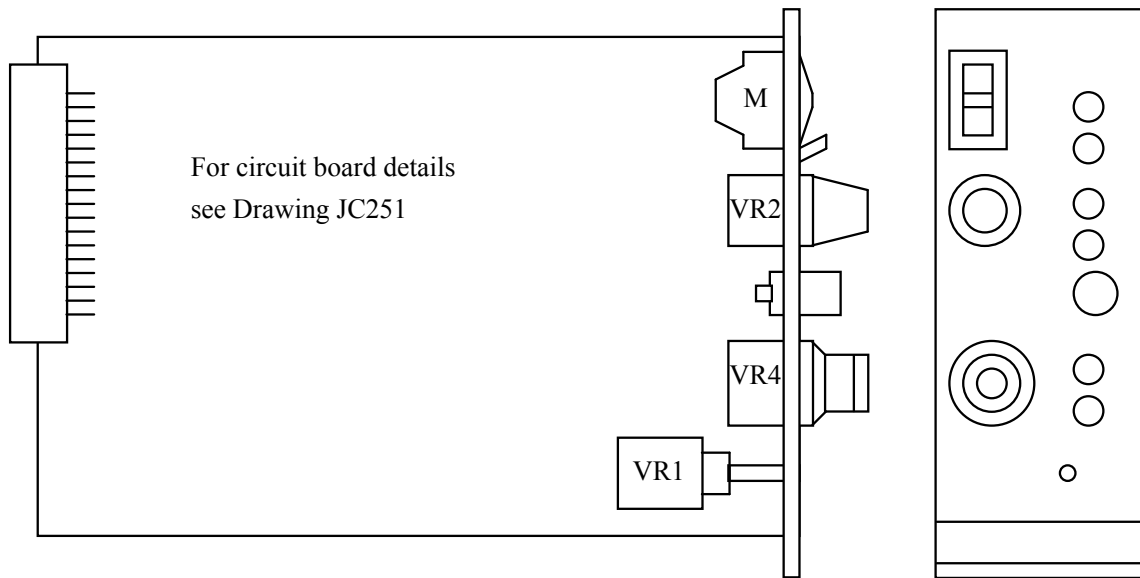 M
For circuit board details
see Drawing JC251
VR2
VR4
VR1